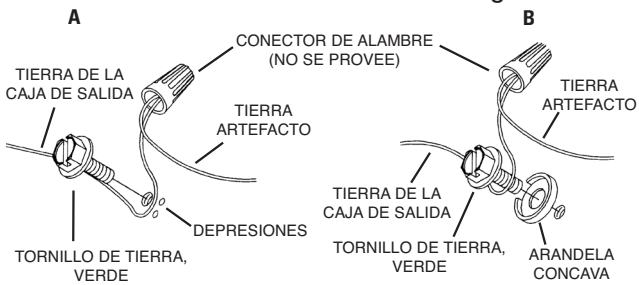 A
B
CONECTOR DE ALAMBRE
(NO SE PROVEE)
TIERRA DE LA
CAJA DE SALIDA
TIERRA
ARTEFACTO
TIERRA
ARTEFACTO
DEPRESIONES
TORNILLO DE TIERRA,
VERDE
TIERRA DE LA
CAJA DE SALIDA
TORNILLO DE TIERRA,
VERDE
ARANDELA
CONCAVA